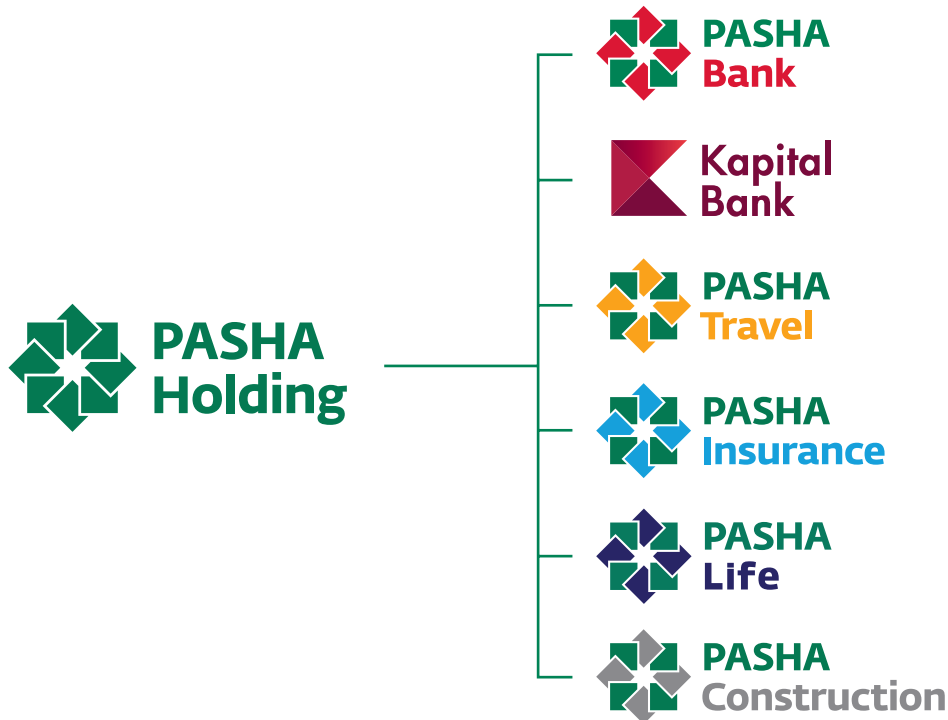 PASHA
Holding
PASHA
Bank
Kapital
Bank
PASHA
Travel
PASHA
Insurance
PASHA
Life
PASHA
Construction